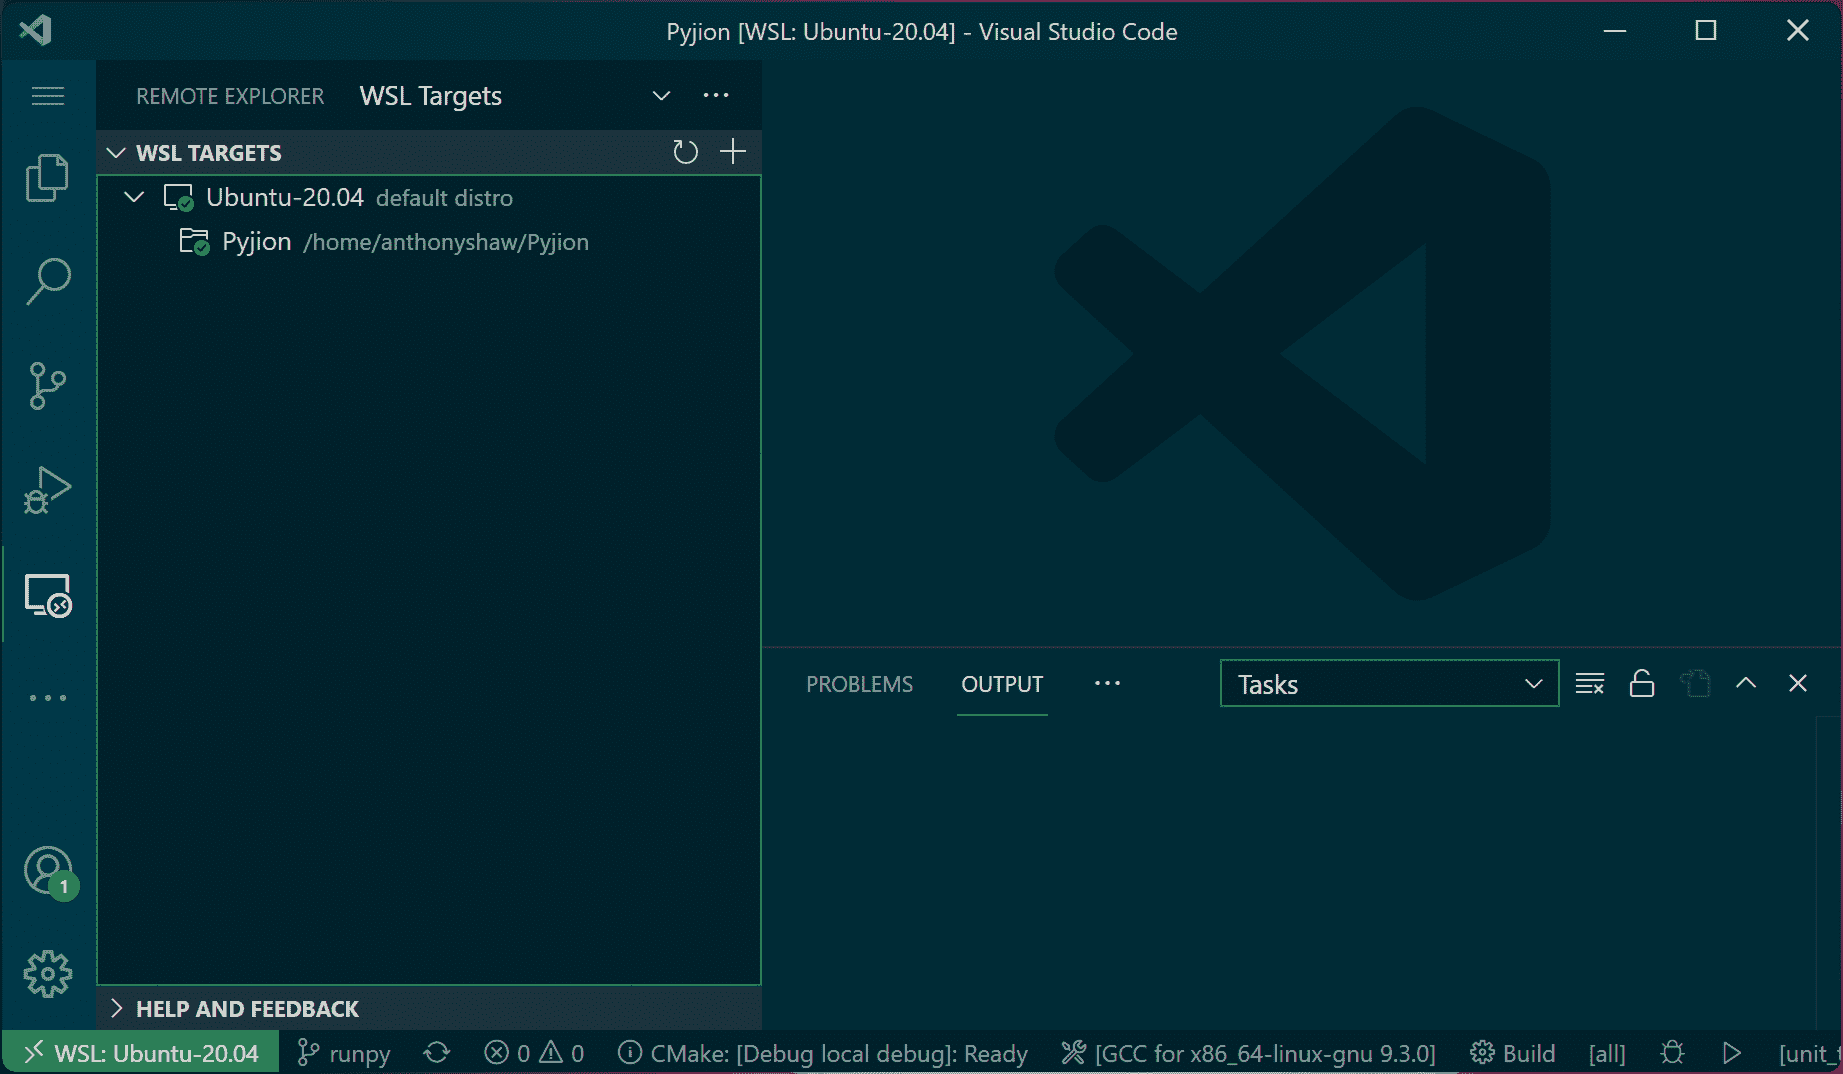 Pyjion [WSL: Ubuntu-20.04] - Visual Studio Code
REMOTE EXPLORER WSL Targets
WSL TARGETS
Ubuntu-20.04 default distro
Pyjion /home/anthonyshaw/Pyjion
PROBLEMS OUTPUT Tasks
1
HELP AND FEEDBACK
WSL: Ubuntu-20.04 runpy 0 0 CMake: [Debug local debug]: Ready [GCC for x86_64-linux-gnu 9.3.0] Build [all] [unit_